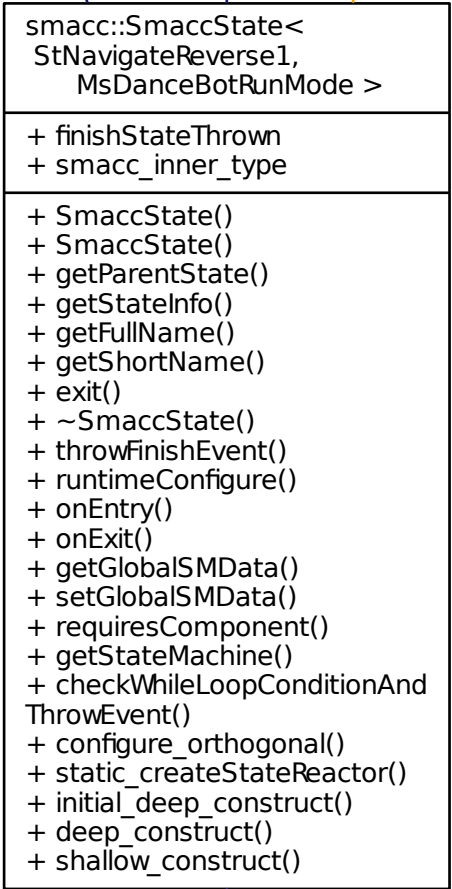 smacc::SmaccState<
StNavigateReverse1,
MsDanceBotRunMode >
+ finishStateThrown
+ smacc_inner_type
+ SmaccState()
+ SmaccState()
+ getParentState()
+ getStateInfo()
+ getFullName()
+ getShortName()
+ exit()
+ ~SmaccState()
+ throwFinishEvent()
+ runtimeConfigure()
+ onEntry()
+ onExit()
+ getGlobalSMData()
+ setGlobalSMData()
+ requiresComponent()
+ getStateMachine()
+ checkWhileLoopConditionAnd
ThrowEvent()
+ configure_orthogonal()
+ static_createStateReactor()
+ initial_deep_construct()
+ deep_construct()
+ shallow_construct()